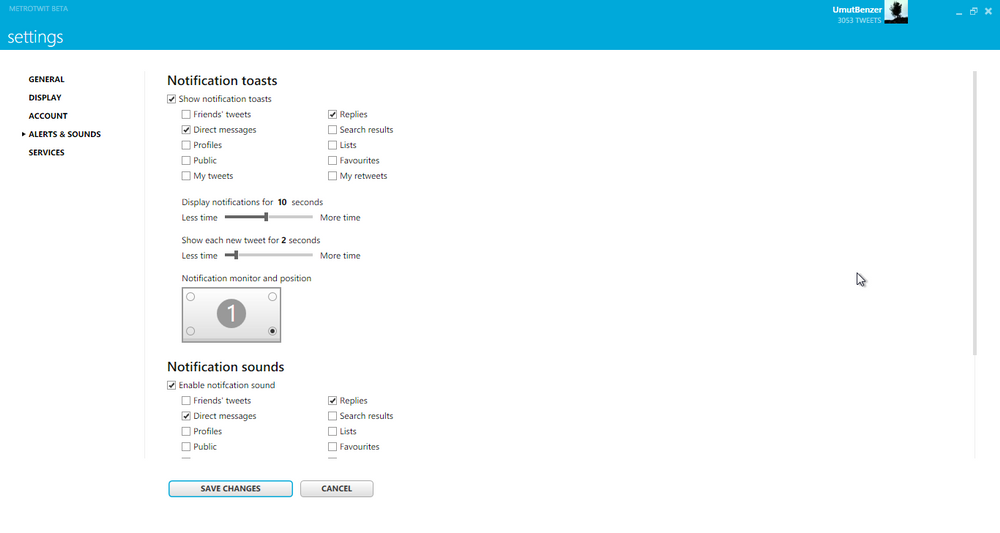 METROTWIT BETA
UmutBenzer
3053 TWEETS
settings
GENERAL
DISPLAY
ACCOUNT
ALERTS & SOUNDS
SERVICES
Notification toasts
Show notification toasts
Friends' tweets Replies
Direct messages Search results
Profiles Lists
Public Favourites
My tweets My retweets
Display notifications for 10 seconds
Less time More time
Show each new tweet for 2 seconds
Less time More time
Notification monitor and position
1
Notification sounds
Enable notifcation sound
Friends' tweets Replies
Direct messages Search results
Profiles Lists
Public Favourites
SAVE CHANGES CANCEL